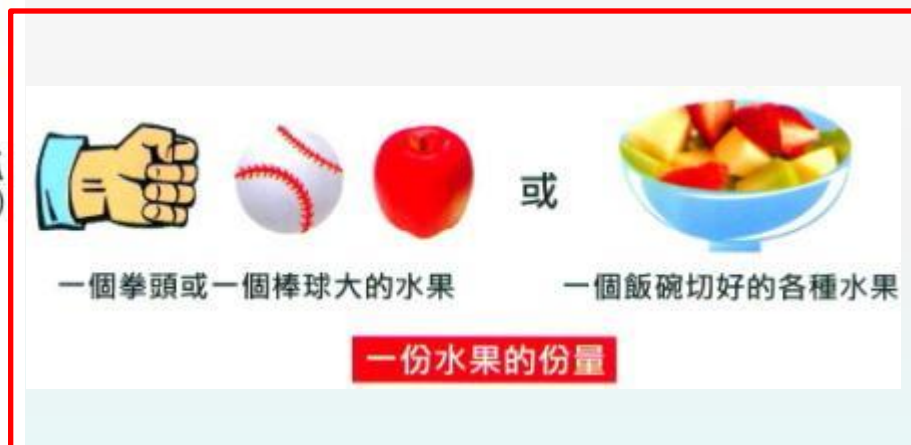 或
一個拳頭或一個棒球大的水果
一個飯碗切好的各種水果
一份水果的份量